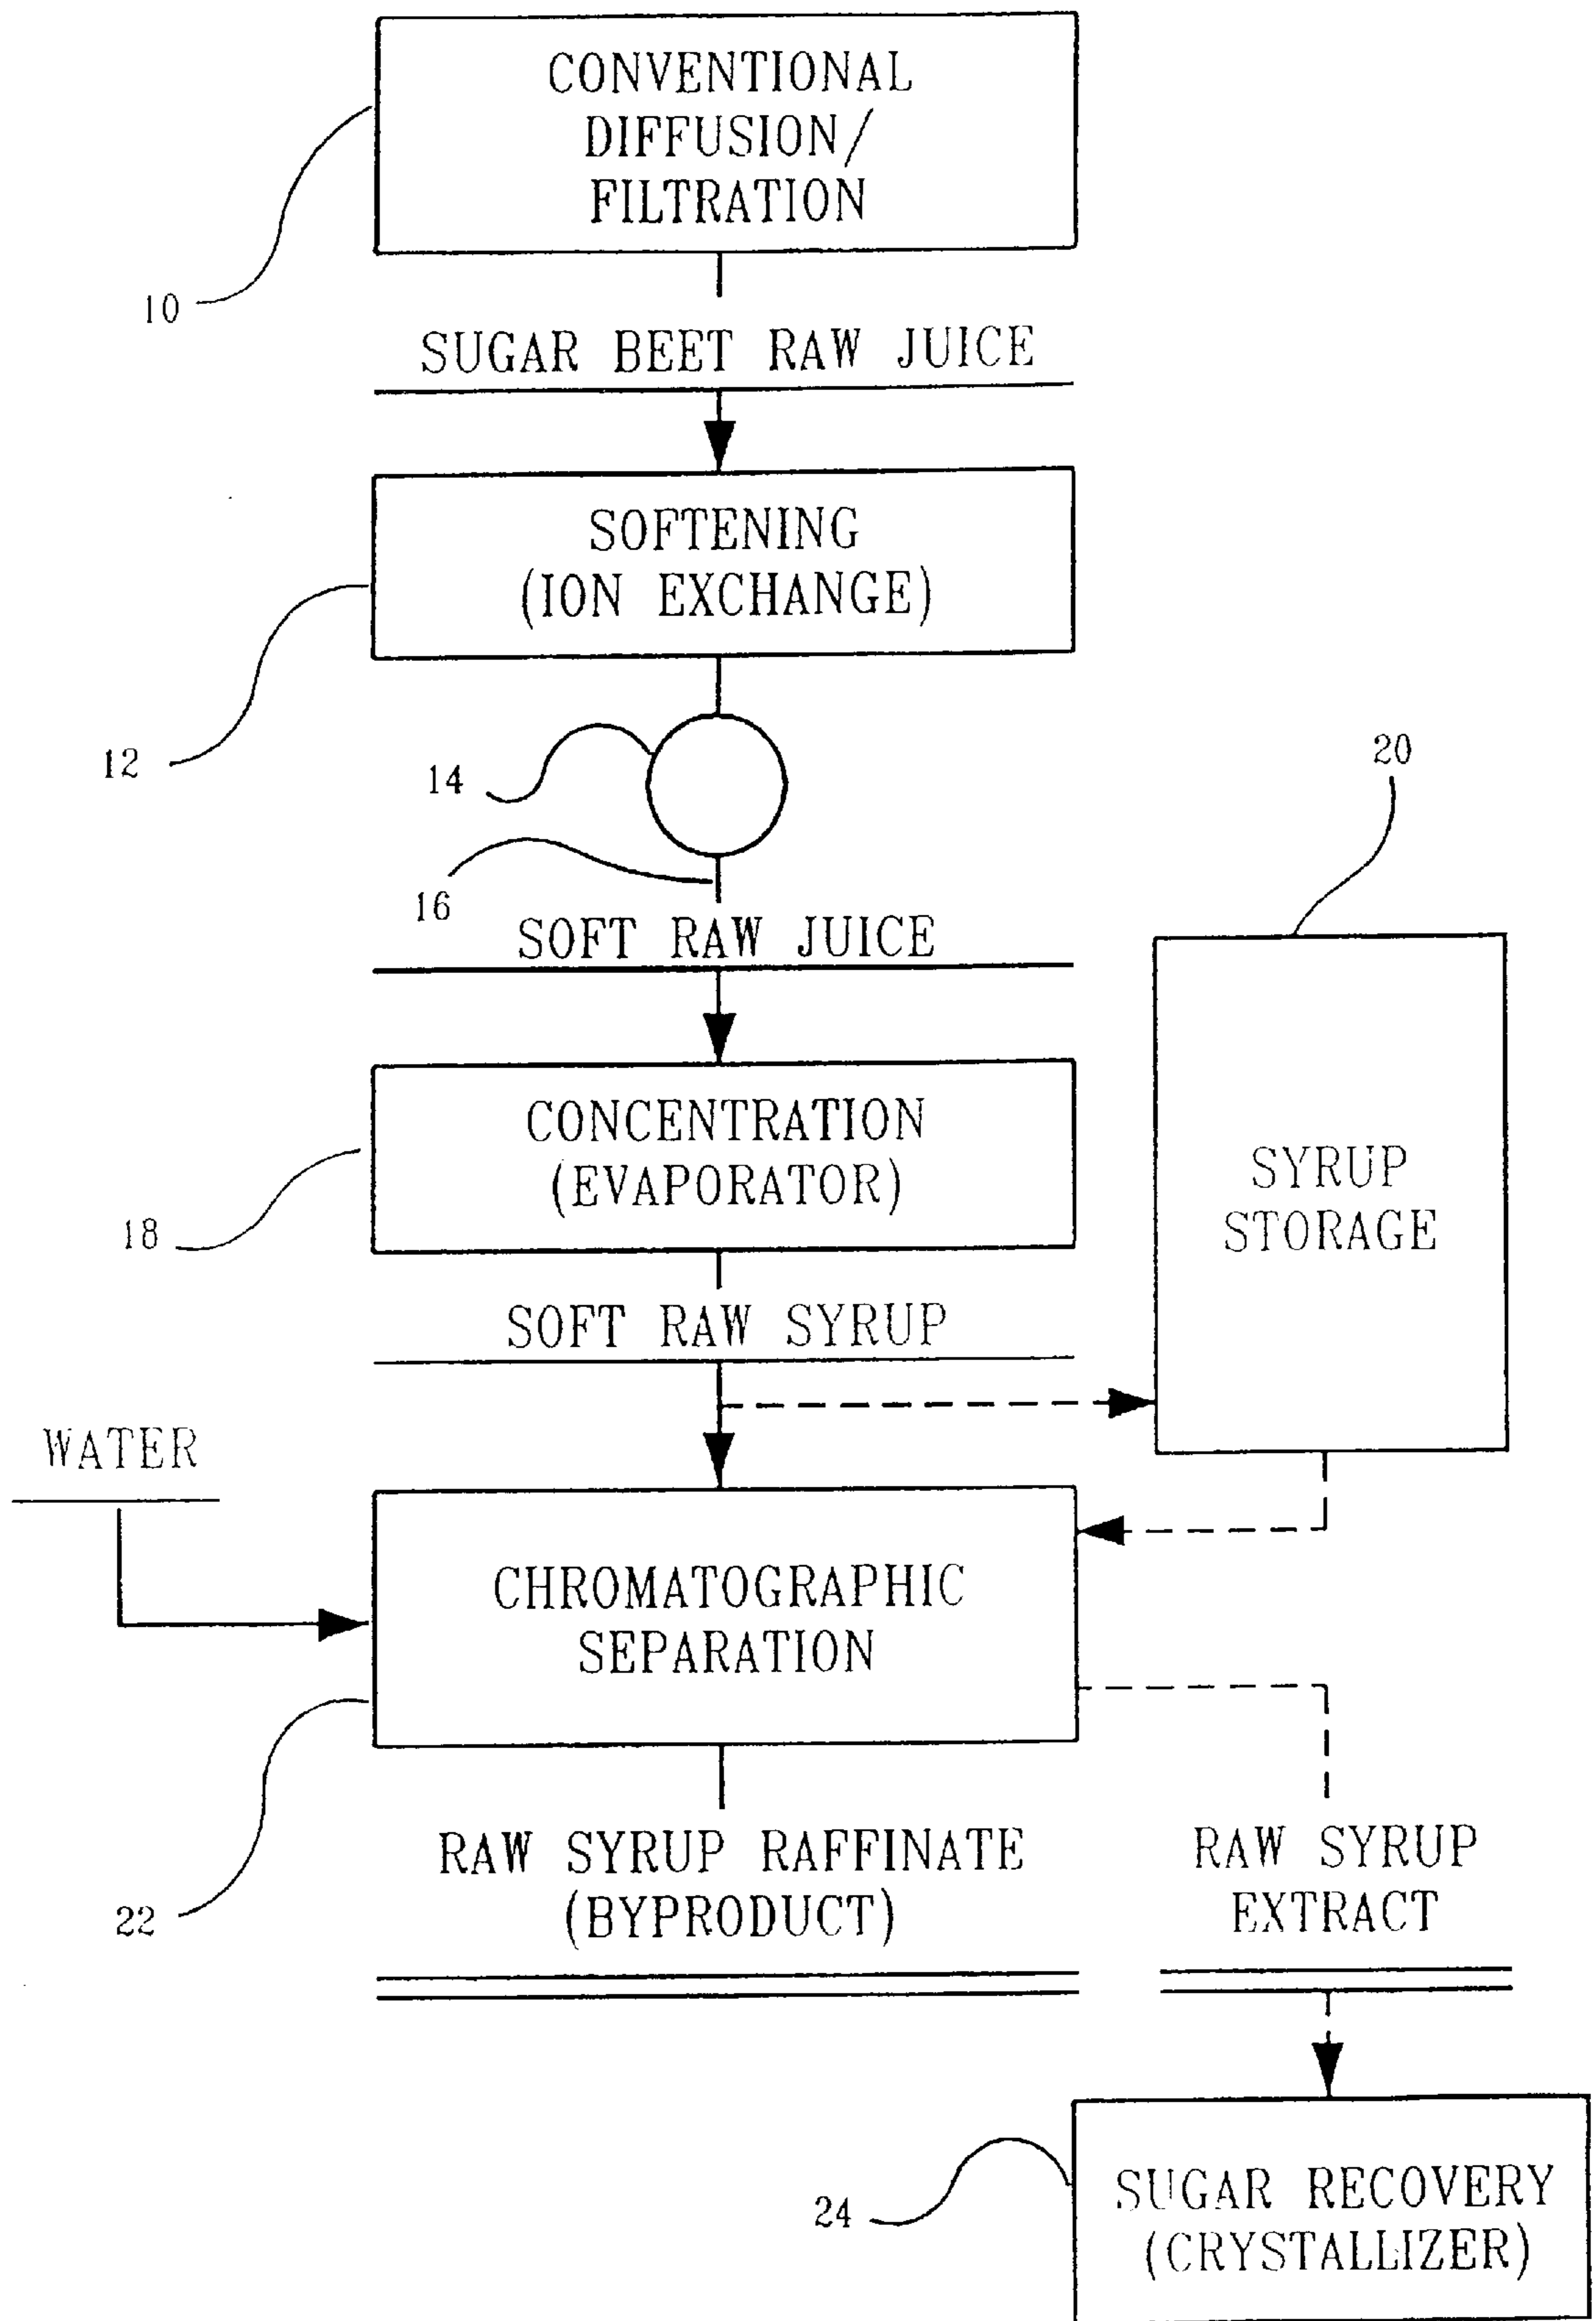 CONVENTIONAL
DIFFUSION/
FILTRATION
10
SUGAR BEET RAW JUICE
SOFTENING
(ION EXCHANGE)
12
14
16
SOFT RAW JUICE
20
CONCENTRATION
(EVAPORATOR)
18
SYRUP
STORAGE
SOFT RAW SYRUP
WATER
CHROMATOGRAPHIC
SEPARATION
22
RAW SYRUP RAFFINATE
(BYPRODUCT)
RAW SYRUP
EXTRACT
24
SUGAR RECOVERY
(CRYSTALLIZER)